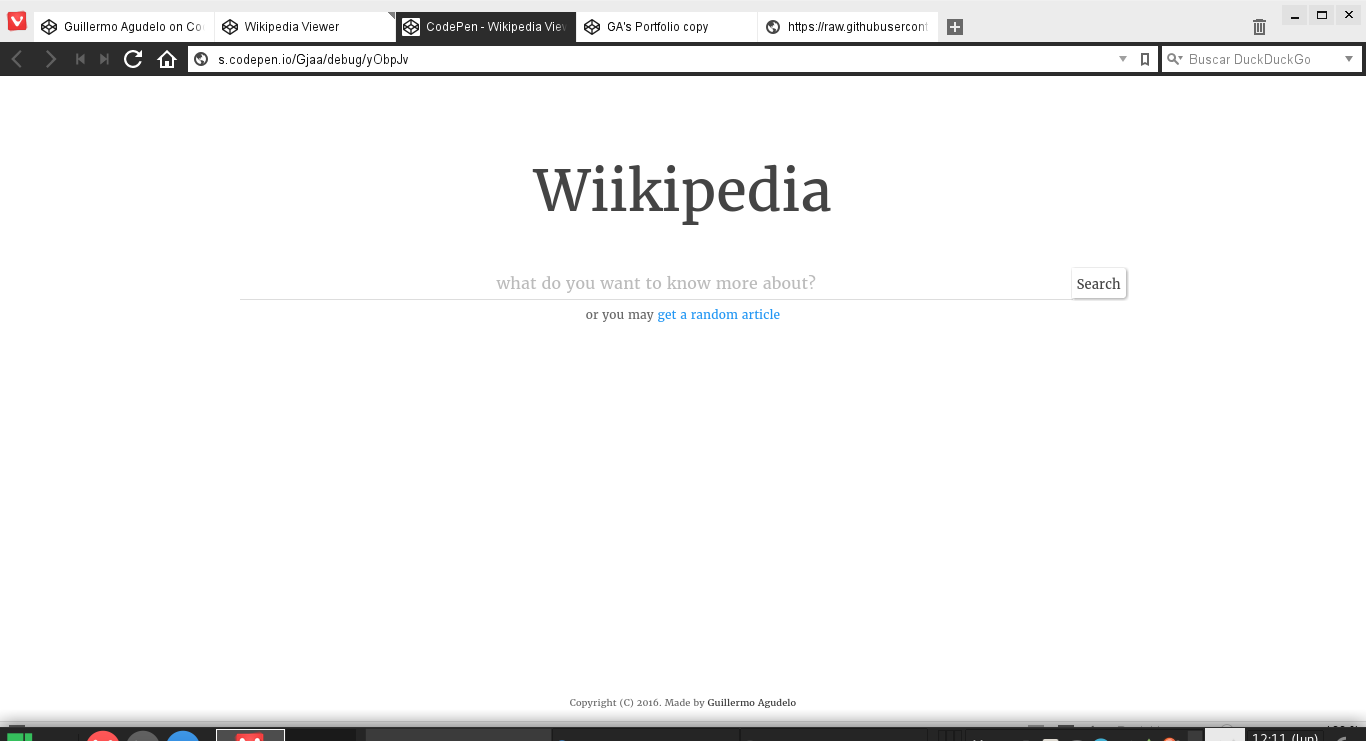 Guillermo Agudelo on Co
Wikipedia Viewer
CodePen - Wikipedia Viev
GA's Portfolio copy
https://raw.githubusercont
s.codepen.io/Gjaa/debug/yObpJv
Buscar DuckDuckGo
Wiikipedia
what do you want to know more about?
Search
or you may get a random article
Copyright (C) 2016. Made by Guillermo Agudelo
12:11 (lun)